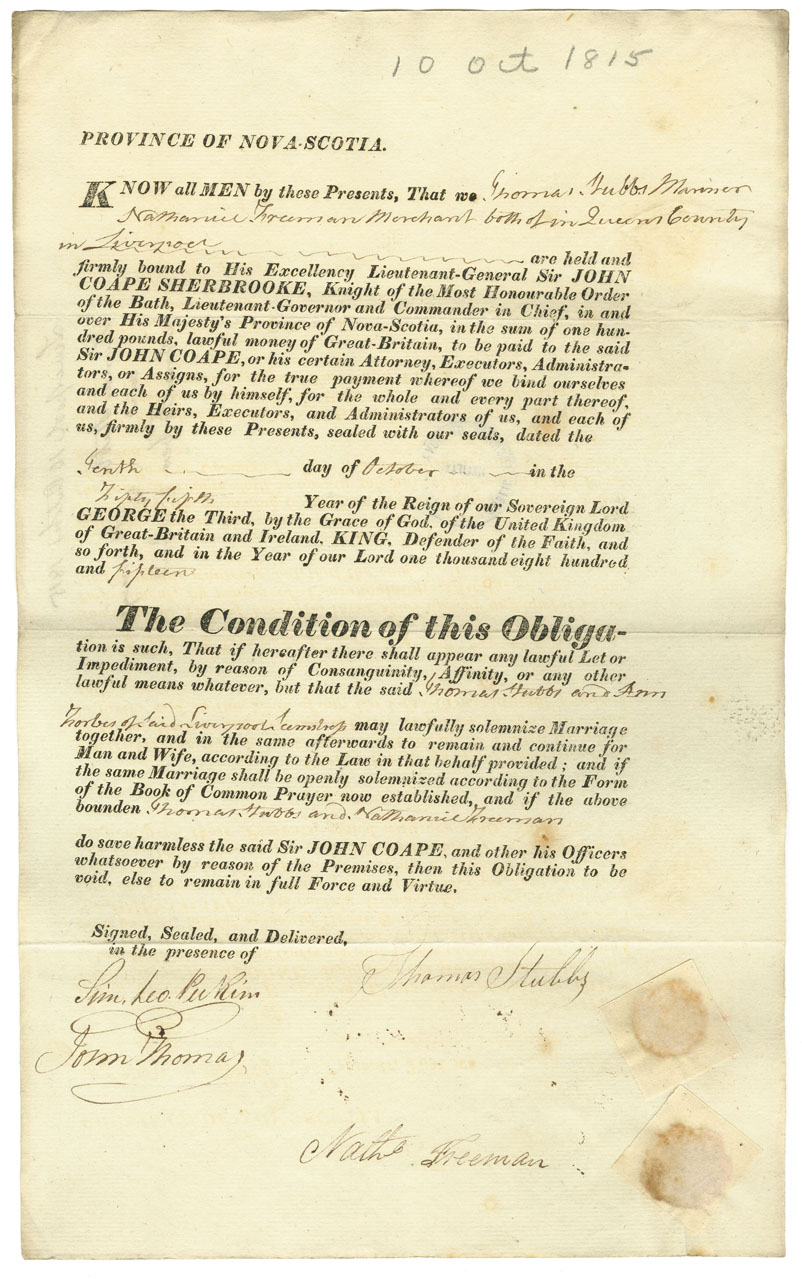 10 Oct 1815
PROVINCE OF NOVA-SCOTIA.
KNOW all MEN by these Presents, That we Thomas Stubbs Mariner
Nathaniel Freeman Merchant both of in Queens County
in Liverpool are held and
firmly bound to His Excellency Lieutenant-General Sir JOHN
COAPE SHERBROOKE, Knight of the Most Honourable Order
of the Bath, Lieutenant-Governor and Commander in Chief, in and
over His Majesty's Province of Nova-Scotia, in the sum of one hun-
dred pounds, lawful money of Great-Britain, to be paid to the said
Sir JOHN COAPE, or his certain Attorney, Executors, Administra-
tors, or Assigns, for the true payment whereof we bind ourselves
and each of us by himself, for the whole and every part thereof,
and the Heirs, Executors, and Administrators of us, and each of
us, firmly by these Presents, sealed with our seals, dated the
Tenth day of October in the
Fifty fifth Year of the Reign of our Sovereign Lord
GEORGE the Third, by the Grace of God, of the United Kingdom
of Great-Britain and Ireland, KING, Defender of the Faith, and
so forth, and in the Year of our Lord one thousand eight hundred
and fifteen
The Condition of this Obliga-
tion is such, That if hereafter there shall appear any lawful Let or
Impediment, by reason of Consanguinity, Affinity, or any other
lawful means whatever, but that the said Thomas Stubbs and Ann
Forbes of said Liverpool Semstress may lawfully solemnize Marriage
together, and in the same afterwards to remain and continue for
Man and Wife, according to the Law in that behalf provided; and if
the same Marriage shall be openly solemnized according to the Form
of the Book of Common Prayer now established, and if the above
bounden Thomas Stubbs and Nathaniel Freeman
do save harmless the said Sir JOHN COAPE, and other his Officers
whatsoever by reason of the Premises, then this Obligation to be
void, else to remain in full Force and Virtue.
Signed, Sealed, and Delivered,
in the presence of
Sim. Leo. Perkins
Thomas Stubbs
John Thomas
Nath.l Freeman